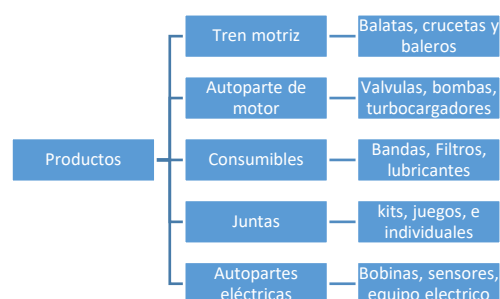 Tren motriz
Balatas, crucetas y
baleros
Autoparte de
motor
Valvulas, bombas,
turbocargadores
Productos
Consumibles
Bandas, Filtros,
lubricantes
Juntas
kits, juegos, e
individuales
Autopartes
eléctricas
Bobinas, sensores,
equipo electrico